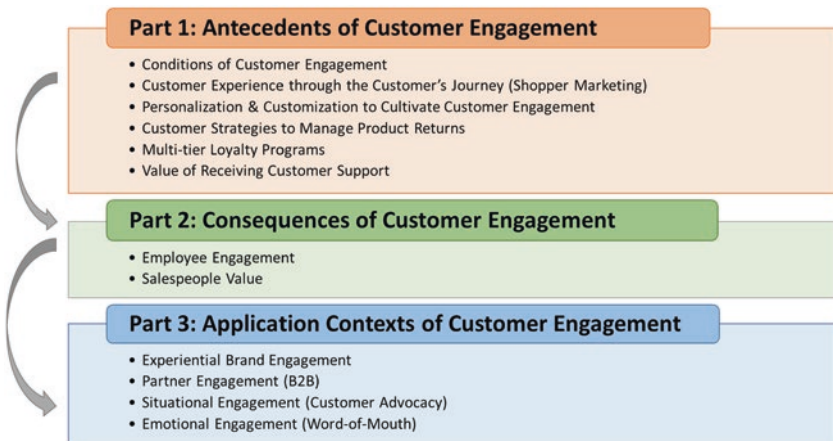 Part 1: Antecedents of Customer Engagement
• Conditions of Customer Engagement
• Customer Experience through the Customer's Journey (Shopper Marketing)
• Personalization & Customization to Cultivate Customer Engagement
• Customer Strategies to Manage Product Returns
• Multi-tier Loyalty Programs
• Value of Receiving Customer Support
Part 2: Consequences of Customer Engagement
• Employee Engagement
• Salespeople Value
Part 3: Application Contexts of Customer Engagement
• Experiential Brand Engagement
• Partner Engagement (B2B)
• Situational Engagement (Customer Advocacy)
• Emotional Engagement (Word-of-Mouth)